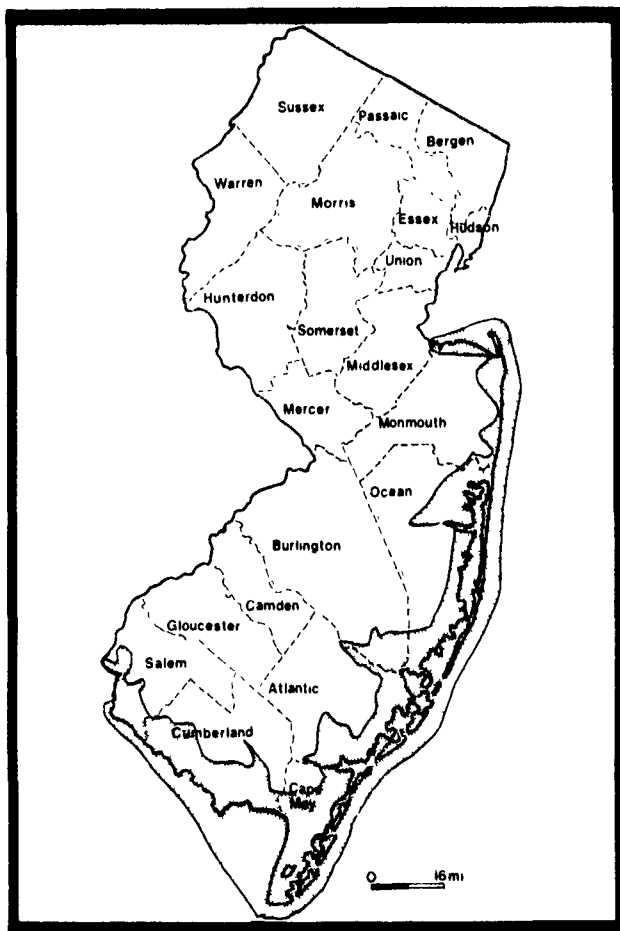 Sussex
Passaic
Bergen
Warren
Morris
Essex
Hudson
Union
Hunterdon
Somerset
Middlesex
Mercer
Monmouth
Ocean
Burlington
Camden
Gloucester
Salem
Atlantic
Cumberland
Cape
May
0 16mi